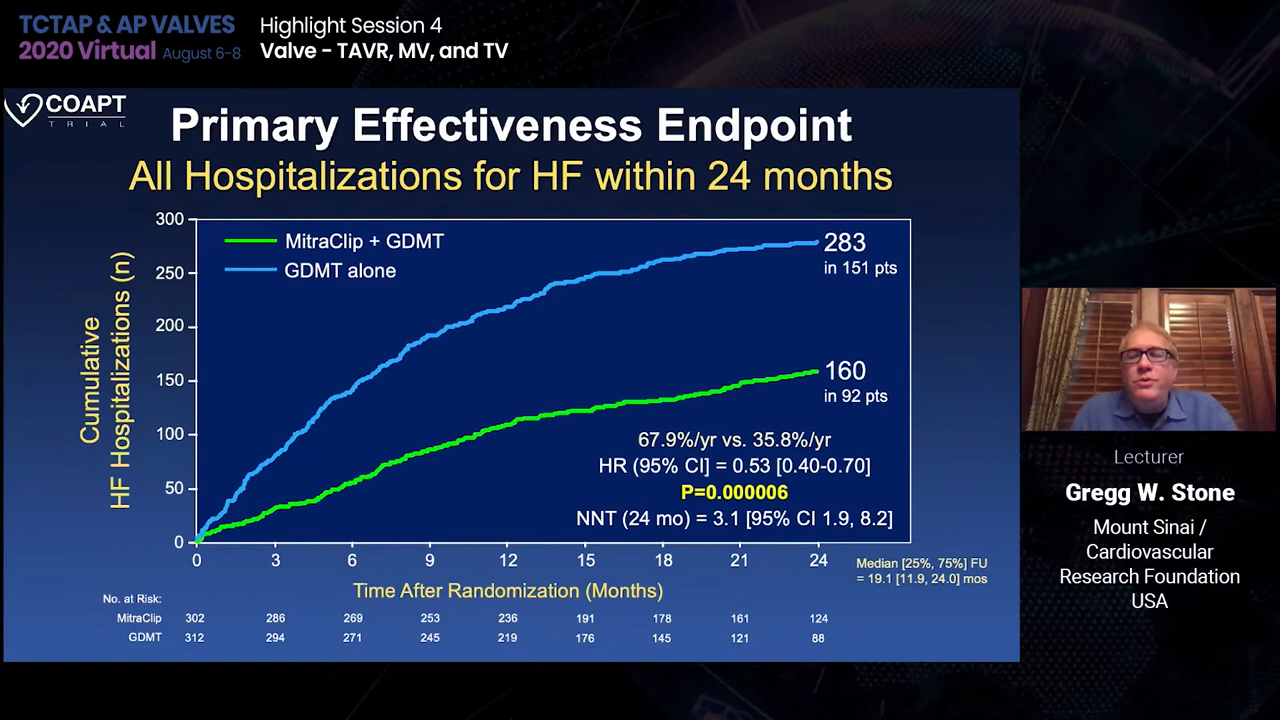 TCTAP & AP VALVES
2020 Virtual August 6-8
Highlight Session 4
Valve - TAVR, MV, and TV
COAPT
TRIAL
Primary Effectiveness Endpoint
All Hospitalizations for HF within 24 months
Cumulative
HF Hospitalizations (n)
300
250
200
150
100
50
0
MitraClip + GDMT
GDMT alone
283
in 151 pts
160
in 92 pts
67.9%/yr vs. 35.8%/yr
HR (95% CI] = 0.53 [0.40-0.70]
P=0.000006
NNT (24 mo) = 3.1 [95% CI 1.9, 8.2]
0 3 6 9 12 15 18 21 24
Time After Randomization (Months)
Median [25%, 75%] FU
= 19.1 [11.9, 24.0] mos
No. at Risk:
MitraClip 302 286 269 253 236 191 178 161 124
GDMT 312 294 271 245 219 176 145 121 88
Lecturer
Gregg W. Stone
Mount Sinai /
Cardiovascular
Research Foundation
USA